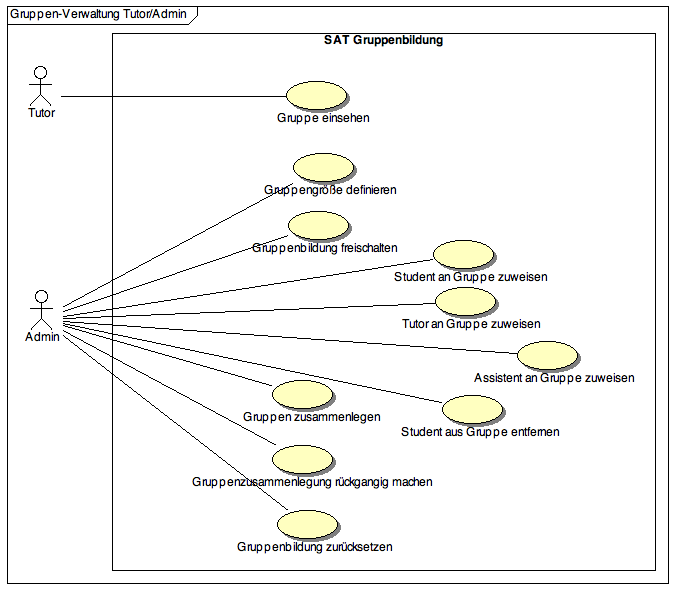 Gruppen-Verwaltung Tutor/Admin
SAT Gruppenbildung
Tutor
Gruppe einsehen
Gruppengröße definieren
Gruppenbildung freischalten
Student an Gruppe zuweisen
Tutor an Gruppe zuweisen
Admin
Assistent an Gruppe zuweisen
Gruppen zusammenlegen
Student aus Gruppe entfernen
Gruppenzusammenlegung rückgangig machen
Gruppenbildung zurücksetzen